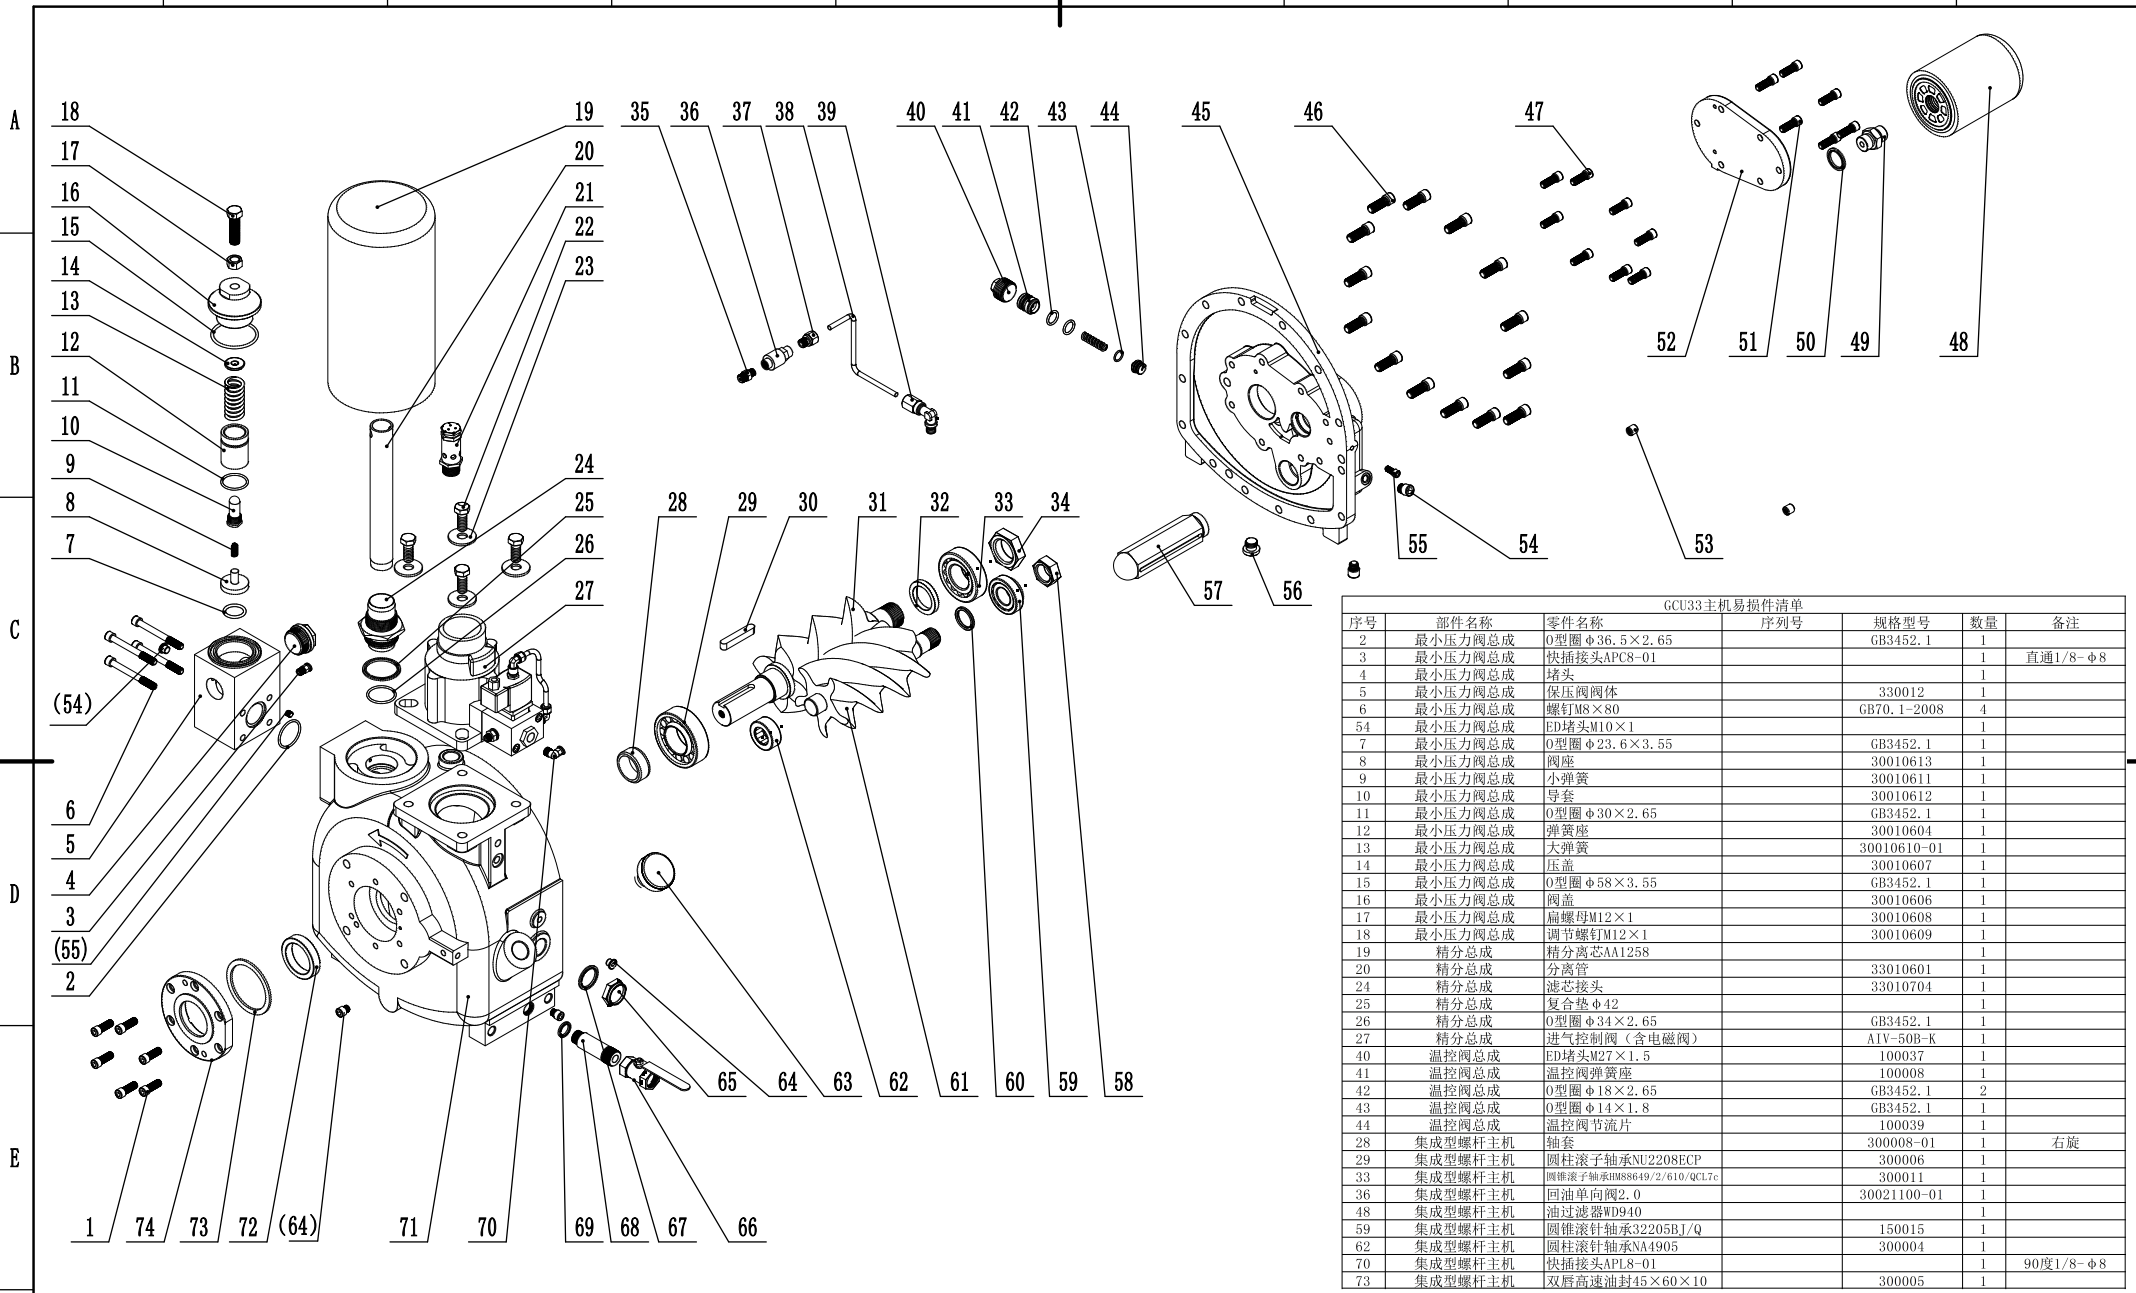 A
B
C
D
E
18
17
16
15
14
13
12
11
10
9
8
7
(54)
6
5
4
3
(55)
2
19
20
21
22
23
24
25
26
27
28 29 30 31 32 33 34
35 36 37 38 39 40 41 42 43 44 45 46 47
52 51 50 49 48
55 54 53
57 56
65 64 63 62 61 60 59 58
1 74 73 72 (64) 71 70 69 68 67 66
GCU33主机易损件清单
序号 部件名称 零件名称 序列号 规格型号 数量 备注
2 最小压力阀总成 O型圈φ36.5×2.65 GB3452.1 1
3 最小压力阀总成 快插接头APC8-01 1 直通1/8-φ8
4 最小压力阀总成 堵头 1
5 最小压力阀总成 保压阀阀体 330012 1
6 最小压力阀总成 螺钉M8×80 GB70.1-2008 4
54 最小压力阀总成 ED堵头M10×1 1
7 最小压力阀总成 O型圈φ23.6×3.55 GB3452.1 1
8 最小压力阀总成 阀座 30010613 1
9 最小压力阀总成 小弹簧 30010611 1
10 最小压力阀总成 导套 30010612 1
11 最小压力阀总成 O型圈φ30×2.65 GB3452.1 1
12 最小压力阀总成 弹簧座 30010604 1
13 最小压力阀总成 大弹簧 30010610-01 1
14 最小压力阀总成 压盖 30010607 1
15 最小压力阀总成 O型圈φ58×3.55 GB3452.1 1
16 最小压力阀总成 阀盖 30010606 1
17 最小压力阀总成 扁螺母M12×1 30010608 1
18 最小压力阀总成 调节螺钉M12×1 30010609 1
19 精分总成 精分离芯AA1258 1
20 精分总成 分离管 33010601 1
24 精分总成 滤芯接头 33010704 1
25 精分总成 复合垫φ42 1
26 精分总成 O型圈φ34×2.65 GB3452.1 1
27 精分总成 进气控制阀（含电磁阀） AIV-50B-K 1
40 温控阀总成 ED堵头M27×1.5 100037 1
41 温控阀总成 温控阀弹簧座 100008 1
42 温控阀总成 O型圈φ18×2.65 GB3452.1 2
43 温控阀总成 O型圈φ14×1.8 GB3452.1 1
44 温控阀总成 温控阀节流片 100039 1
28 集成型螺杆主机 轴套 300008-01 1 右旋
29 集成型螺杆主机 圆柱滚子轴承NU2208ECP 300006 1
33 集成型螺杆主机 圆锥滚子轴承HM88649/2/610/QCL7c 300011 1
36 集成型螺杆主机 回油单向阀2.0 30021100-01 1
48 集成型螺杆主机 油过滤器WD940 1
59 集成型螺杆主机 圆锥滚针轴承32205BJ/Q 150015 1
62 集成型螺杆主机 圆柱滚针轴承NA4905 300004 1
70 集成型螺杆主机 快插接头APL8-01 1 90度1/8-φ8
73 集成型螺杆主机 双唇高速油封45×60×10 300005 1